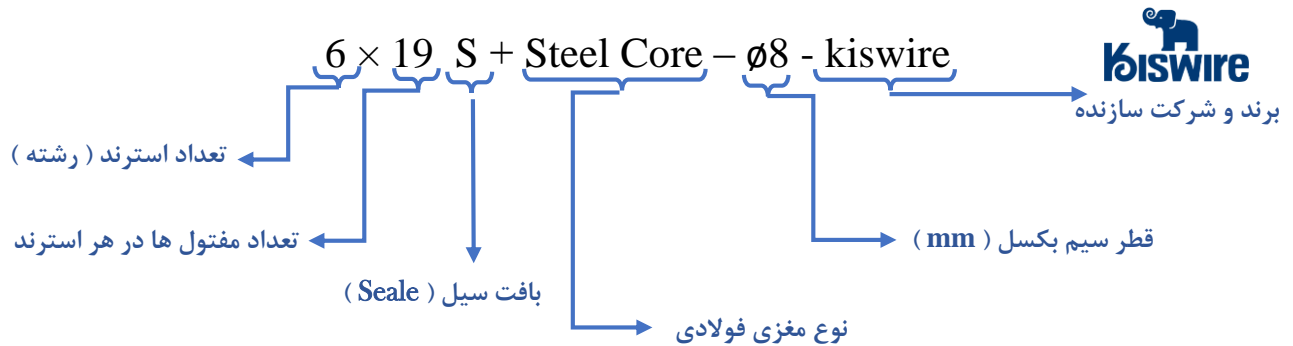 6 × 19 S + Steel Core – ø8 - kiswire
KISWIRE
برند و شرکت سازنده
تعداد استرند ( رشته )
تعداد مفتول ها در هر استرند
قطر سیم بکسل ( mm )
بافت سیل ( Seale )
نوع مغزی فولادی